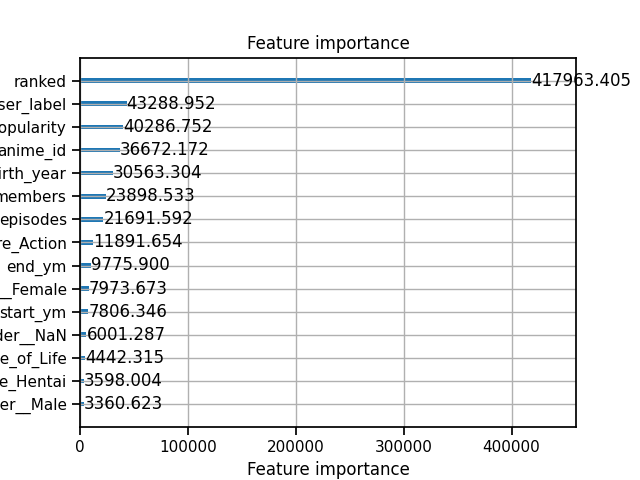 Feature importance
ranked 417963.405
ser_label 43288.952
opularity 40286.752
anime_id 36672.172
irth_year 30563.304
members 23898.533
episodes 21691.592
re_Action 11891.654
end_ym 9775.900
__Female 7973.673
start_ym 7806.346
der__NaN 6001.287
e_of_Life 4442.315
e_Hentai 3598.004
er__Male 3360.623
0 100000 200000 300000 400000
Feature importance